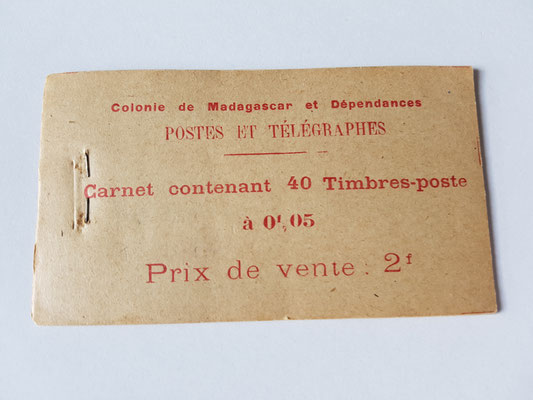 Colonie de Madagascar et Dépendances
POSTES ET TÉLÉGRAPHES
Carnet contenant 40 Timbres-poste
à 0f,05
Prix de vente : 2f